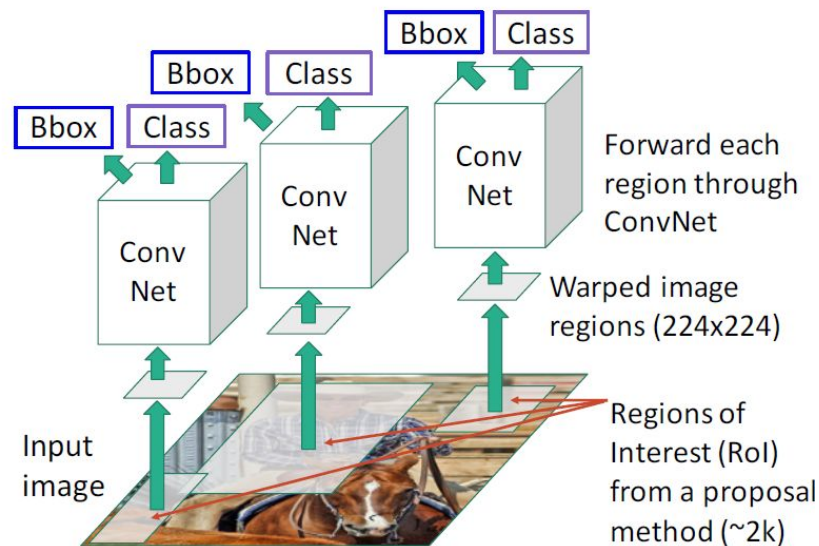 Bbox
Class
Bbox
Class
Bbox
Class
Conv
Net
Conv
Net
Conv
Net
Forward each
region through
ConvNet
Warped image
regions (224x224)
Input
image
Regions of
Interest (RoI)
from a proposal
method (~2k)